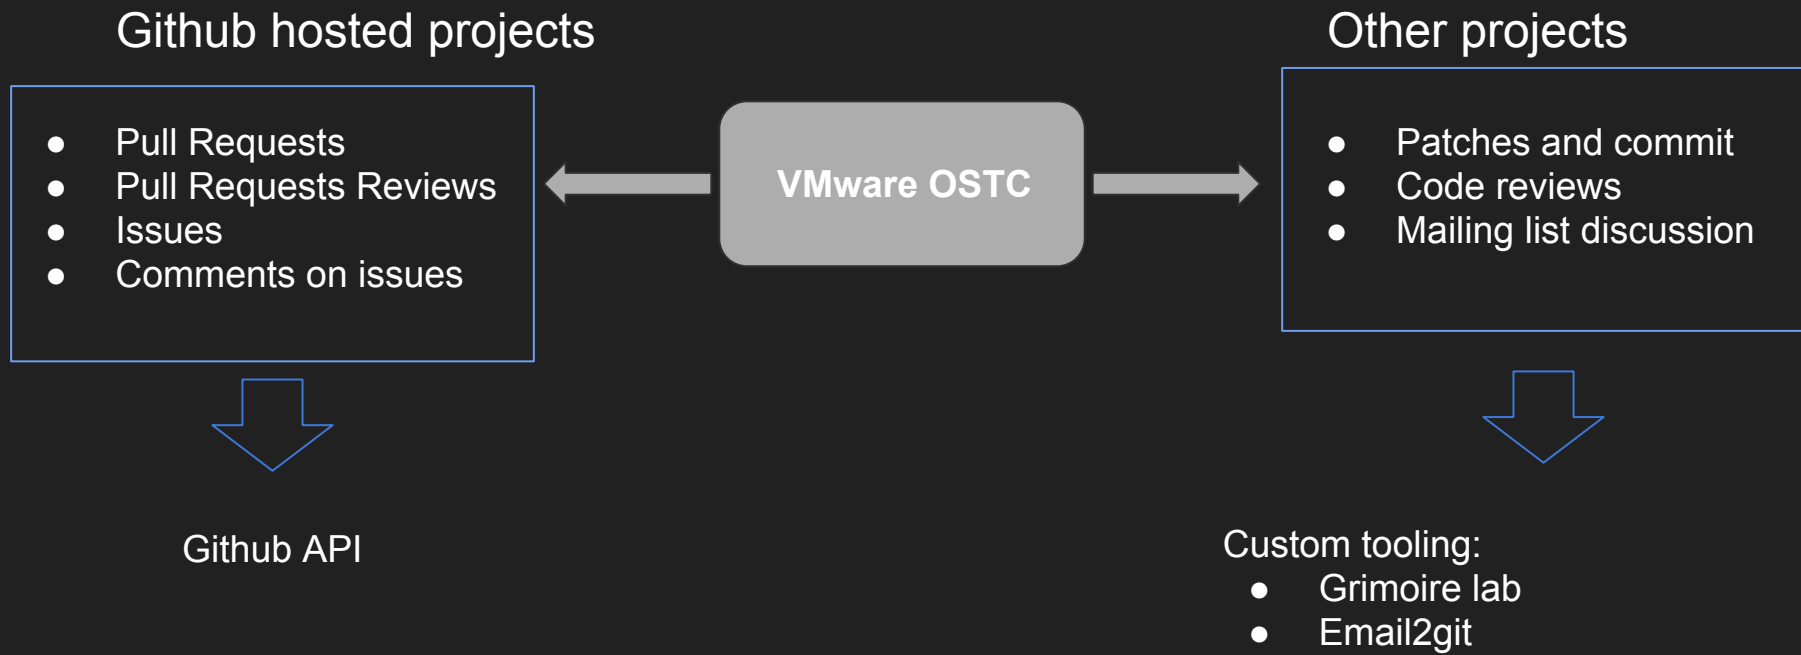 Github hosted projects
● Pull Requests
● Pull Requests Reviews
● Issues
● Comments on issues
Github API
VMware OSTC
Other projects
● Patches and commit
● Code reviews
● Mailing list discussion
Custom tooling:
● Grimoire lab
● Email2git